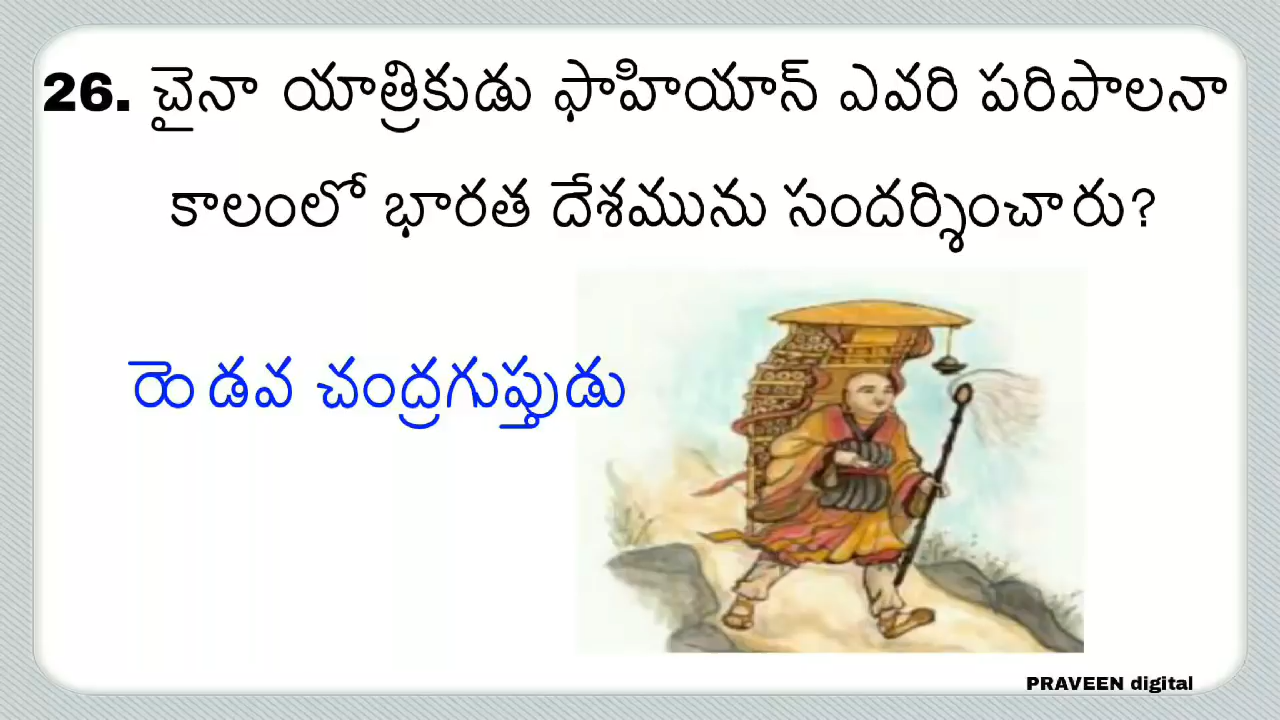 26. చైనా యాత్రికుడు ఫాహియాన్ ఎవరి పరిపాలనా
కాలంలో భారత దేశమును సందర్శించారు?
రెండవ చంద్రగుప్తుడు
PRAVEEN digital